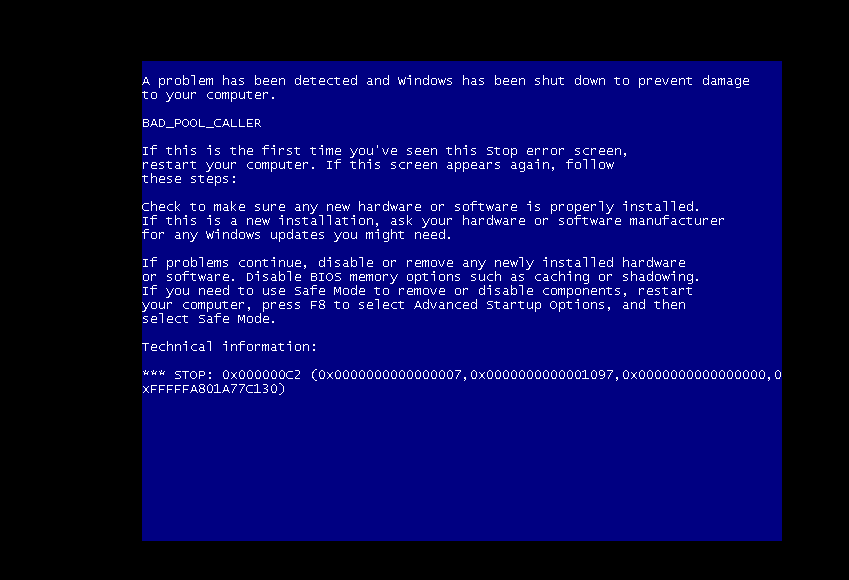 A problem has been detected and Windows has been shut down to prevent damage
to your computer.
BAD_POOL_CALLER
If this is the first time you've seen this Stop error screen,
restart your computer. If this screen appears again, follow
these steps:
Check to make sure any new hardware or software is properly installed.
If this is a new installation, ask your hardware or software manufacturer
for any Windows updates you might need.
If problems continue, disable or remove any newly installed hardware
or software. Disable BIOS memory options such as caching or shadowing.
If you need to use Safe Mode to remove or disable components, restart
your computer, press F8 to select Advanced Startup Options, and then
select Safe Mode.
Technical information:
*** STOP: 0x000000C2 (0x0000000000000007,0x0000000000001097,0x0000000000000000,0
xFFFFFA801A77C130)